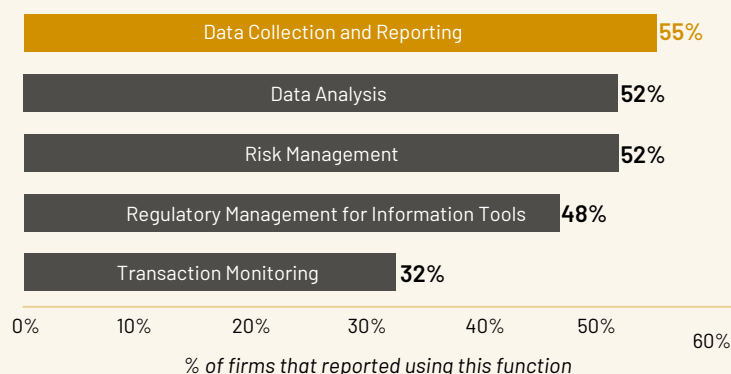 Data Collection and Reporting 55%
Data Analysis 52%
Risk Management 52%
Regulatory Management for Information Tools 48%
Transaction Monitoring 32%
0% 10% 20% 30% 40% 50% 60%
% of firms that reported using this function